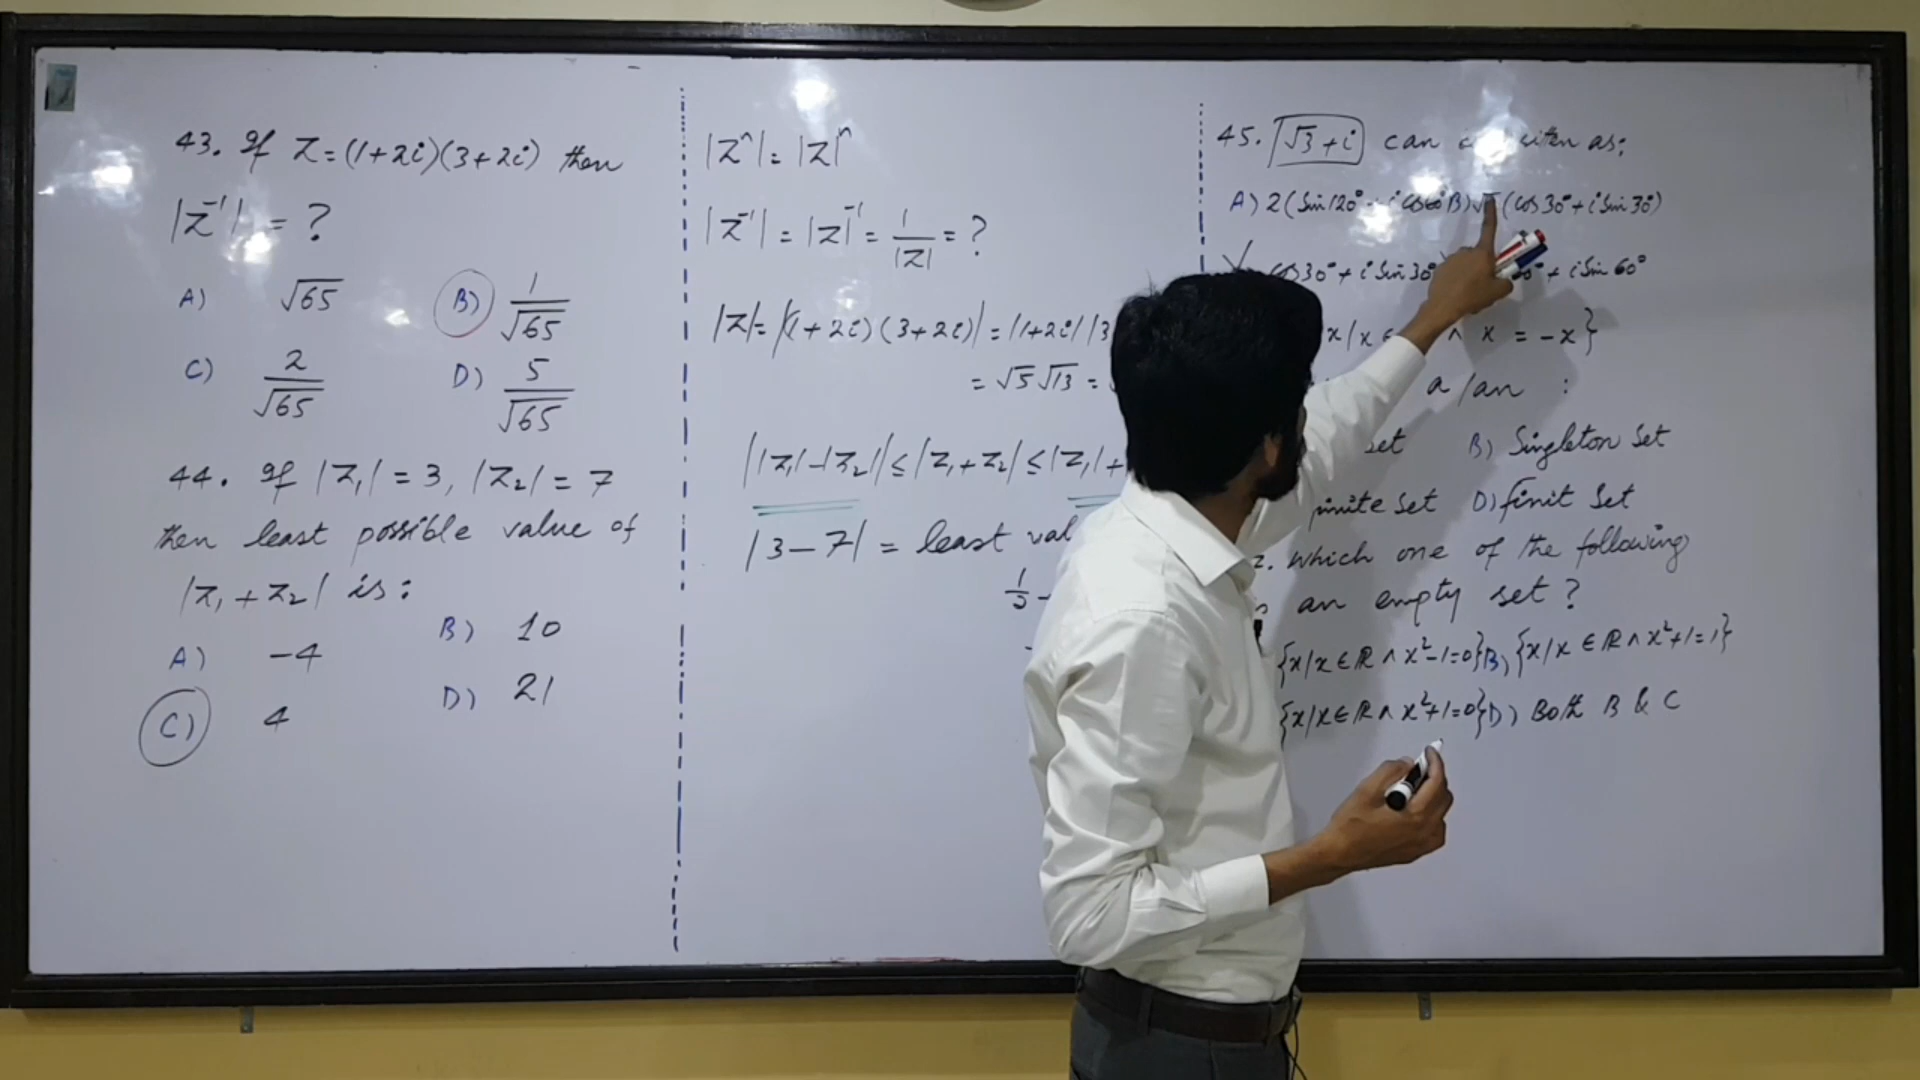 43. If Z = (1+2i)(3+2i) then
|Z⁻¹| = ?
A) √65 B) 1/√65
C) 2/√65 D) 5/√65
44. If |Z₁| = 3, |Z₂| = 7
then least possible value of
|Z₁ + Z₂| is :
A) -4 B) 10
C) 4 D) 21
|Zⁿ| = |Z|ⁿ
|Z⁻¹| = |Z|⁻¹ = 1/|Z| = ?
|Z| = |(1+2i)(3+2i)| = |1+2i| |3
= √5 √13 =
||Z₁| - |Z₂|| ≤ |Z₁ + Z₂| ≤ |Z₁| +
|3 - 7| = least val
45. √3 + i can as:
A) 2(Sin120° B) (cos30° + i Sin30°)
cos30° + i Sin30° + i Sin60°
x/x ∈ ∧ x = -x}
a/an :
set B) Singleton Set
finite Set D) finit Set
2. Which one of the following
an empty set?
{x/x ∈ ℝ ∧ x²-1=0} B) {x/x ∈ ℝ ∧ x²+1=1}
{x/x ∈ ℝ ∧ x²+1=0} D) Both B & C